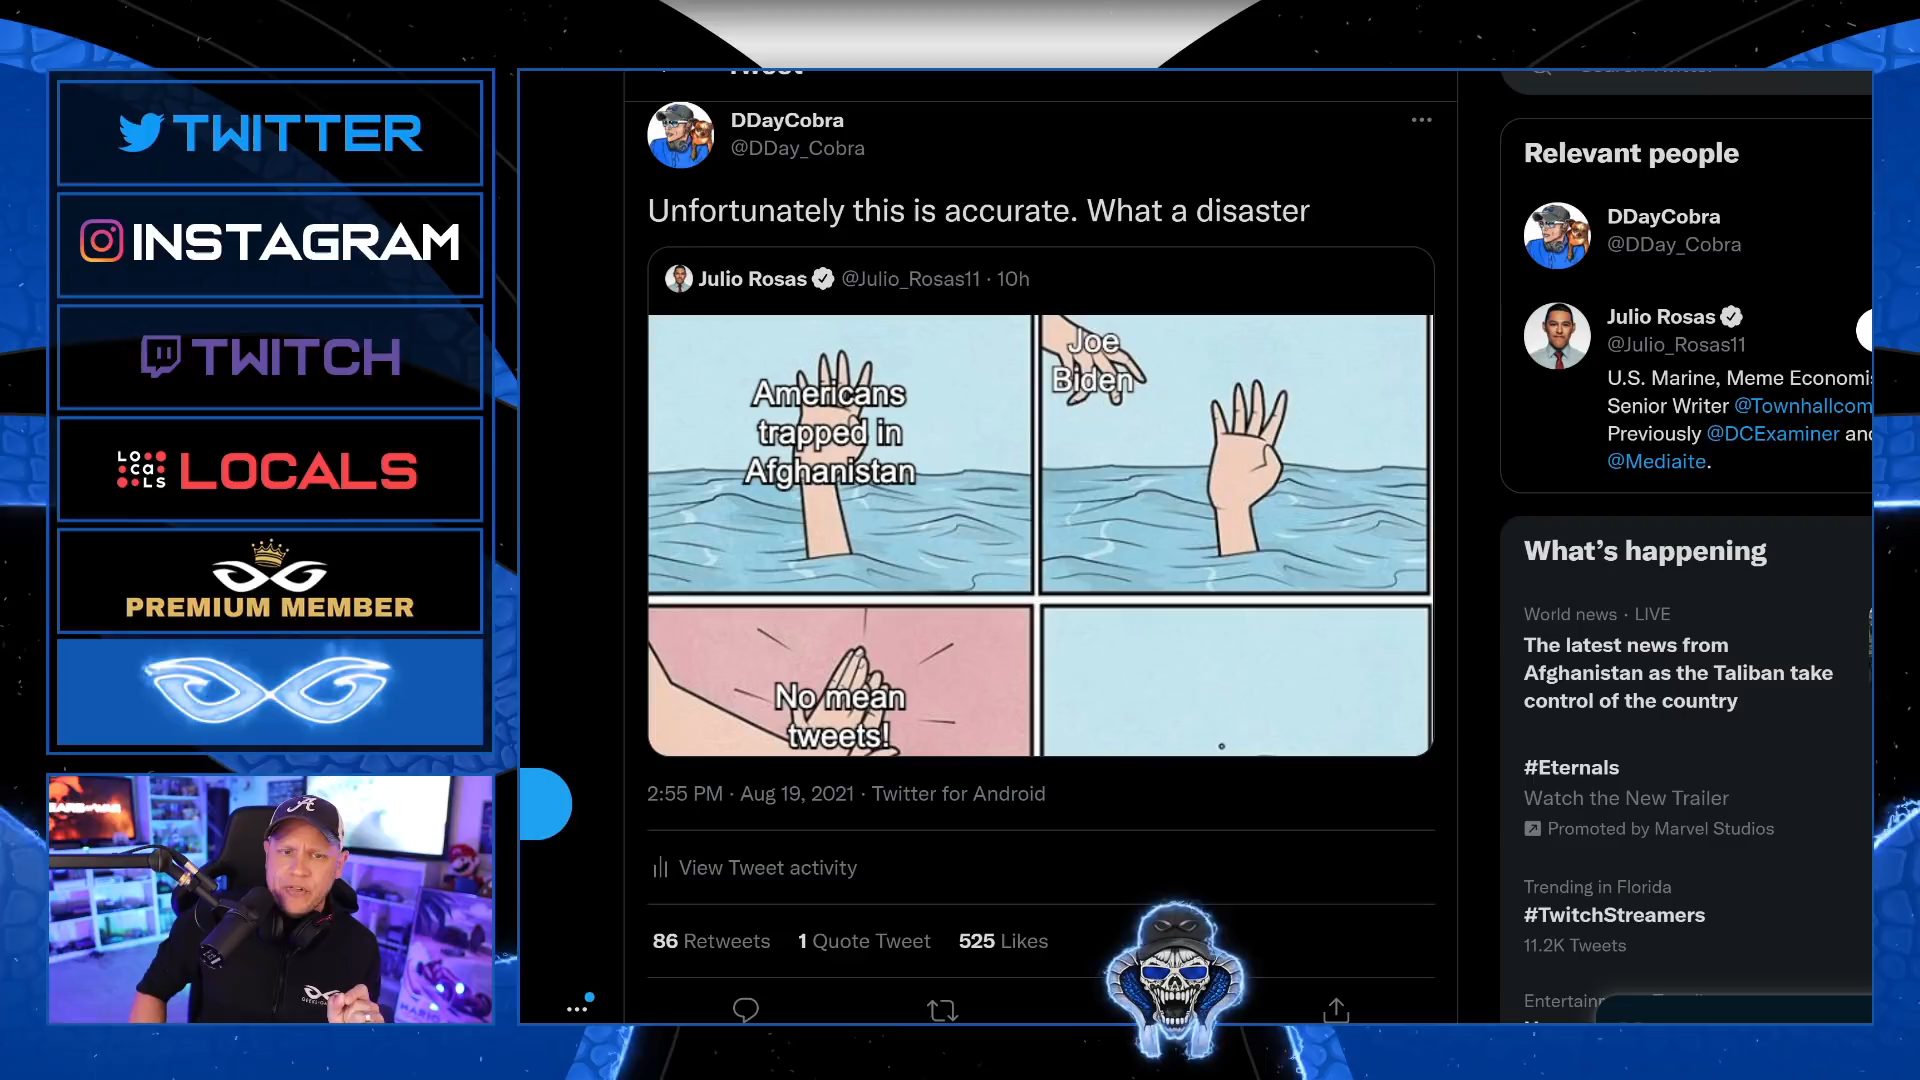 TWITTER
INSTAGRAM
TWITCH
LOCALS
LOCALS
PREMIUM MEMBER
Tweet
DDayCobra
@DDay_Cobra
Unfortunately this is accurate. What a disaster
Julio Rosas @Julio_Rosas11 · 10h
Americans
trapped in
Afghanistan
Joe
Biden
No mean
tweets!
2:55 PM · Aug 19, 2021 · Twitter for Android
View Tweet activity
86 Retweets 1 Quote Tweet 525 Likes
Search Twitter
Relevant people
DDayCobra
@DDay_Cobra
Julio Rosas
@Julio_Rosas11
U.S. Marine, Meme Economi
Senior Writer @Townhallcom
Previously @DCExaminer and
@Mediaite.
What's happening
World news · LIVE
The latest news from
Afghanistan as the Taliban take
control of the country
#Eternals
Watch the New Trailer
Promoted by Marvel Studios
Trending in Florida
#TwitchStreamers
11.2K Tweets